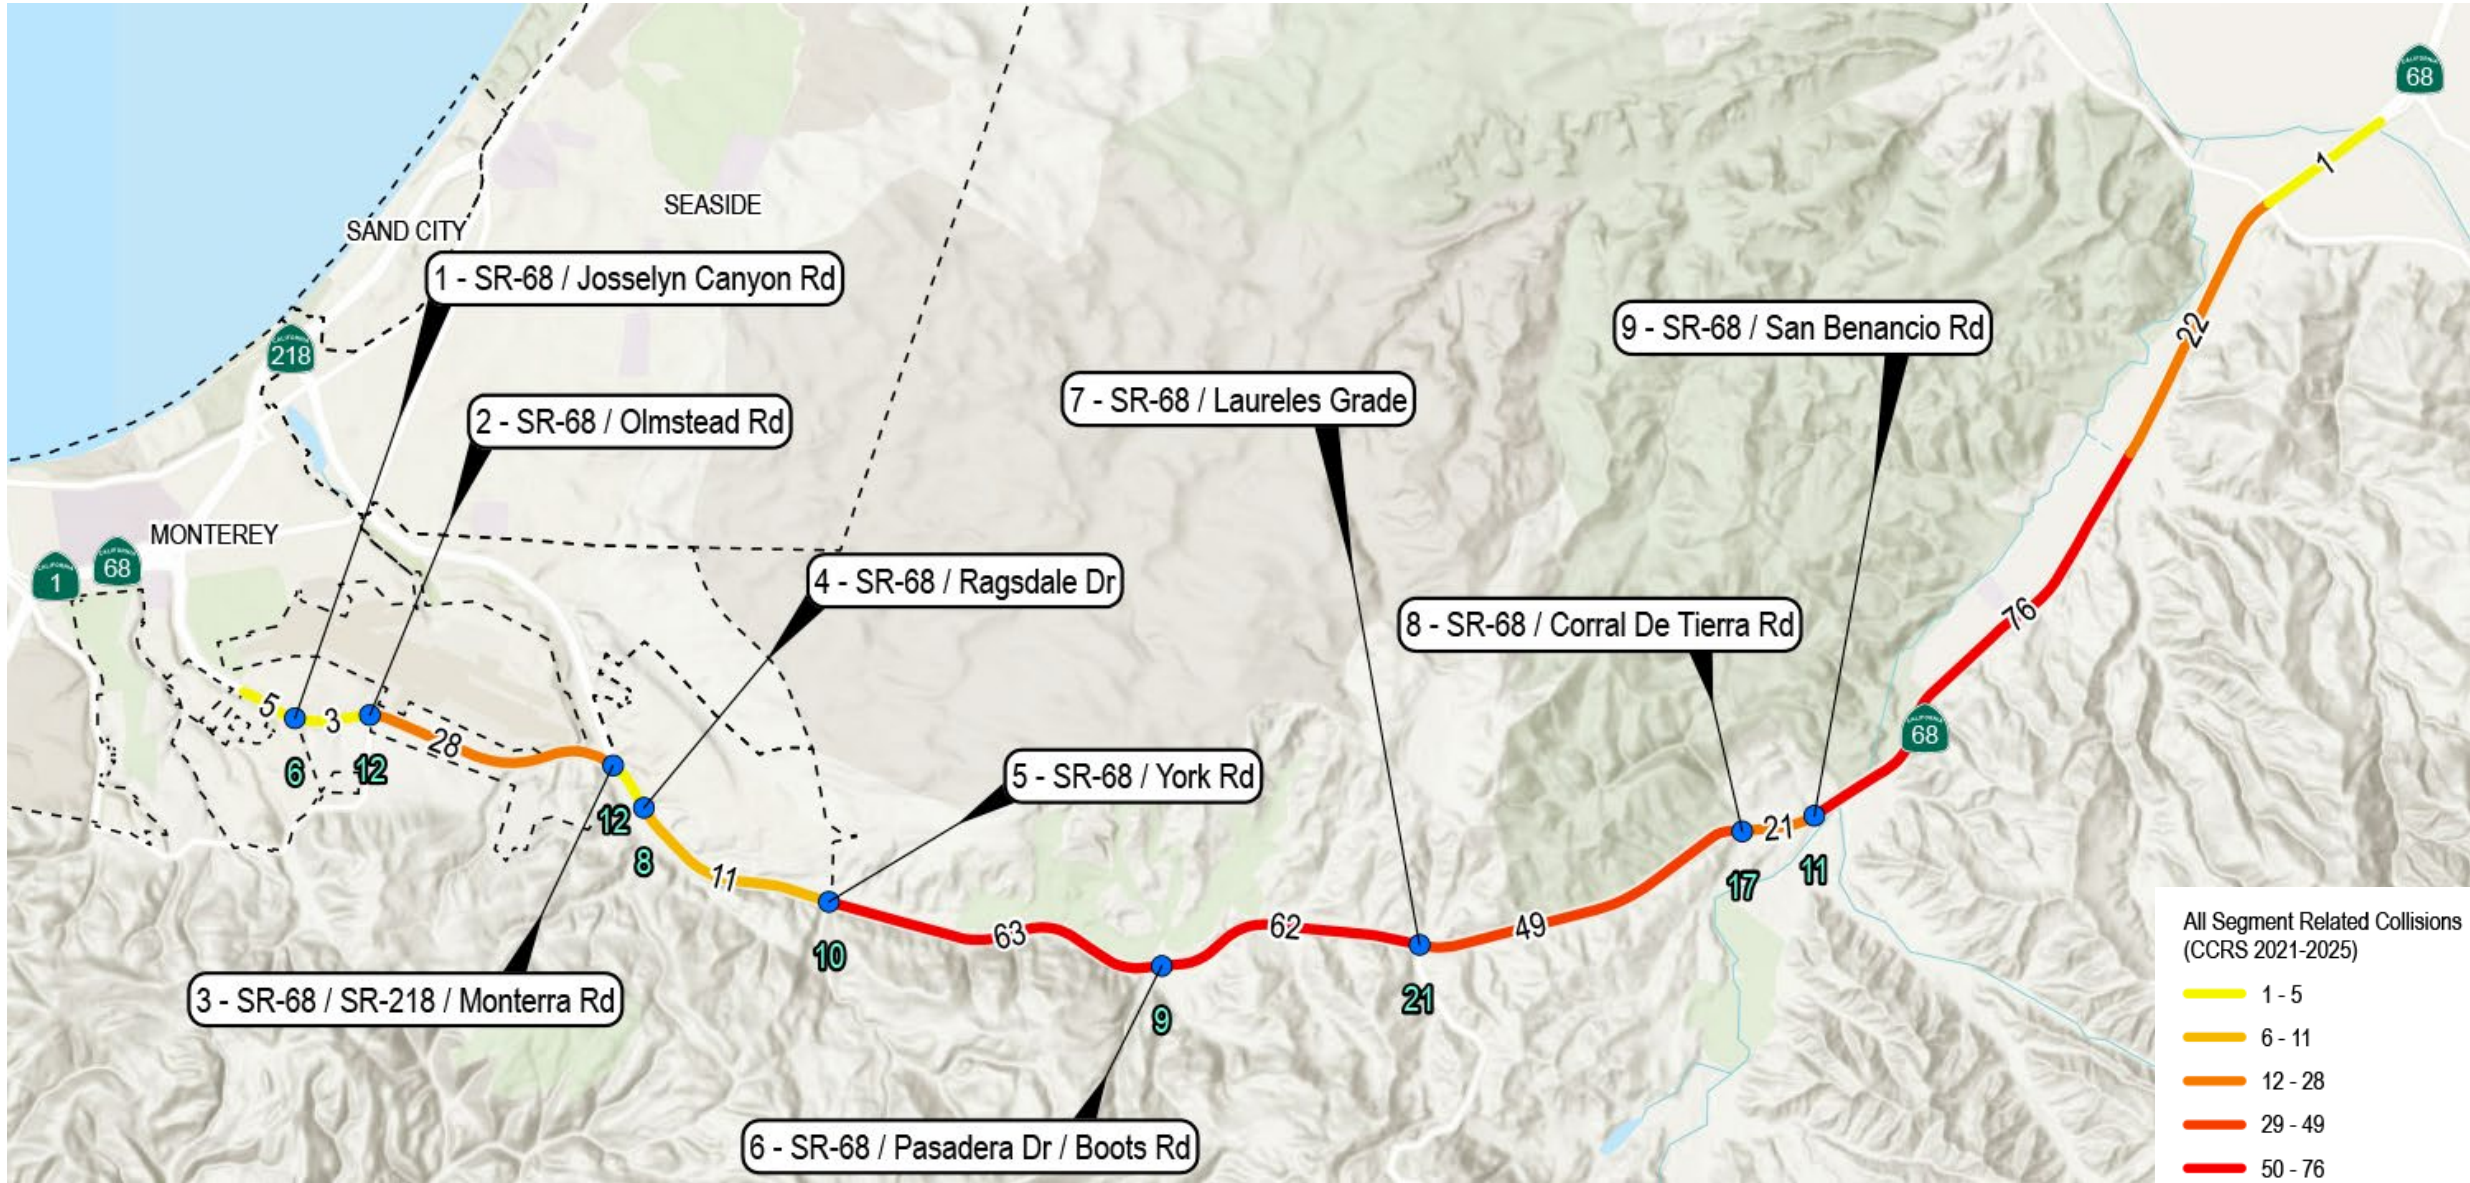 CALIFORNIA
68
1
SEASIDE
SAND CITY
1 - SR-68 / Josselyn Canyon Rd
22
9 - SR-68 / San Benancio Rd
CALIFORNIA
218
7 - SR-68 / Laureles Grade
2 - SR-68 / Olmstead Rd
MONTEREY
CALIFORNIA
1
CALIFORNIA
68
4 - SR-68 / Ragsdale Dr
8 - SR-68 / Corral De Tierra Rd
76
5
3
28
CALIFORNIA
68
6
12
5 - SR-68 / York Rd
12
8
11
21
17
11
10
63
62
49
9
21
3 - SR-68 / SR-218 / Monterra Rd
6 - SR-68 / Pasadera Dr / Boots Rd
All Segment Related Collisions
(CCRS 2021-2025)
1 - 5
6 - 11
12 - 28
29 - 49
50 - 76